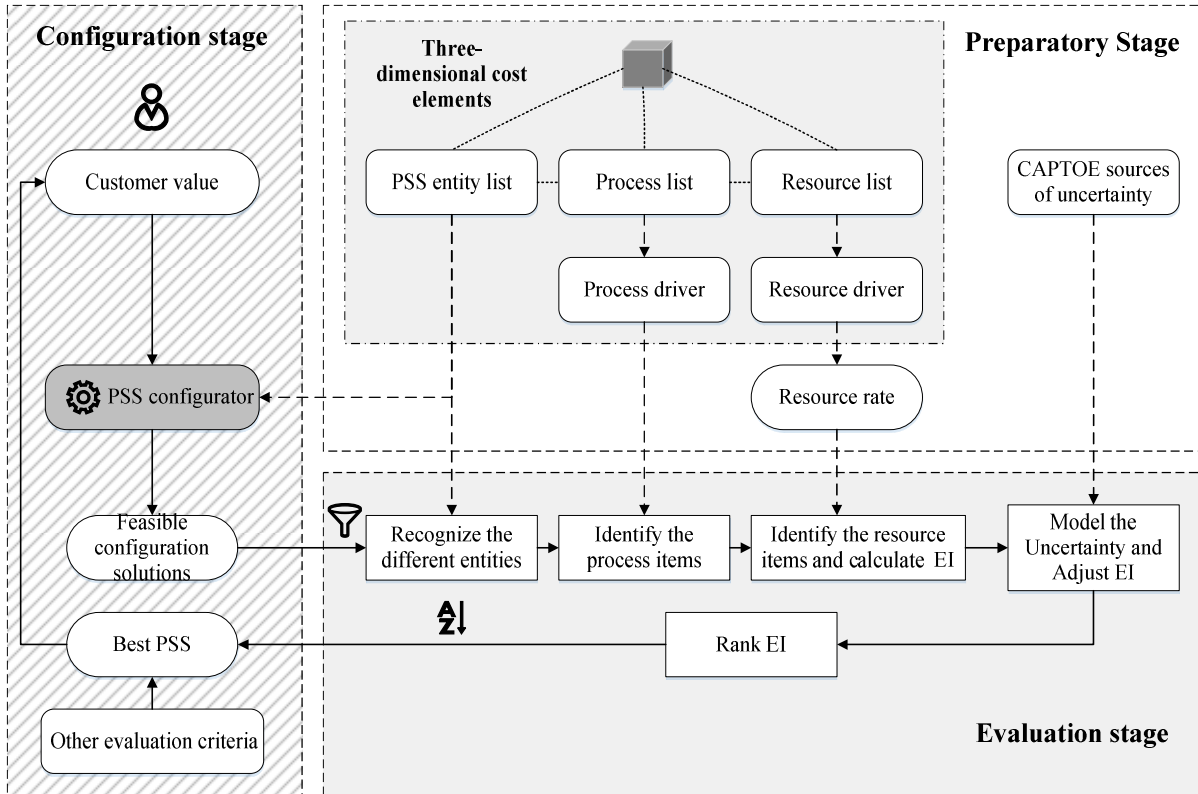 Configuration stage
Three-
dimensional cost
elements
Preparatory Stage
Customer value
PSS entity list
Process list
Resource list
CAPTOE sources
of uncertainty
Process driver
Resource driver
PSS configurator
Resource rate
Feasible
configuration
solutions
Recognize the
different entities
Identify the
process items
Identify the resource
items and calculate EI
Model the
Uncertainty and
Adjust EI
A
Z
Best PSS
Rank EI
Other evaluation criteria
Evaluation stage